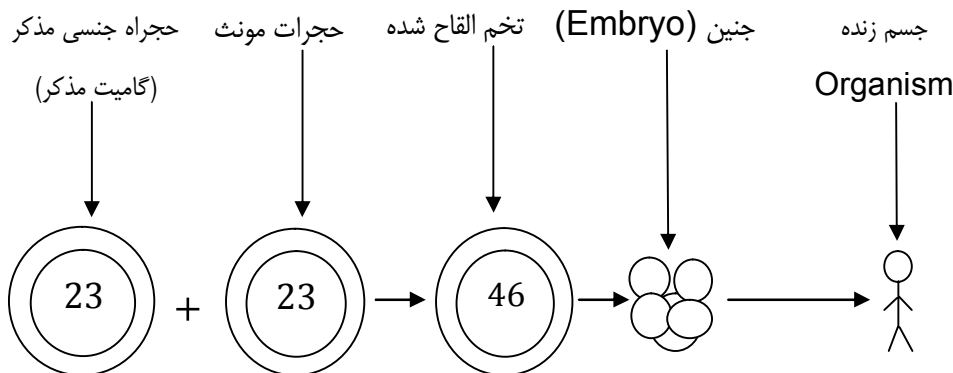 حجراه جنسی مذکر
(گامیت مذکر)
حجرات مونث
تخم القاح شده
جنین (Embryo)
جسم زنده
Organism
23 + 23 46